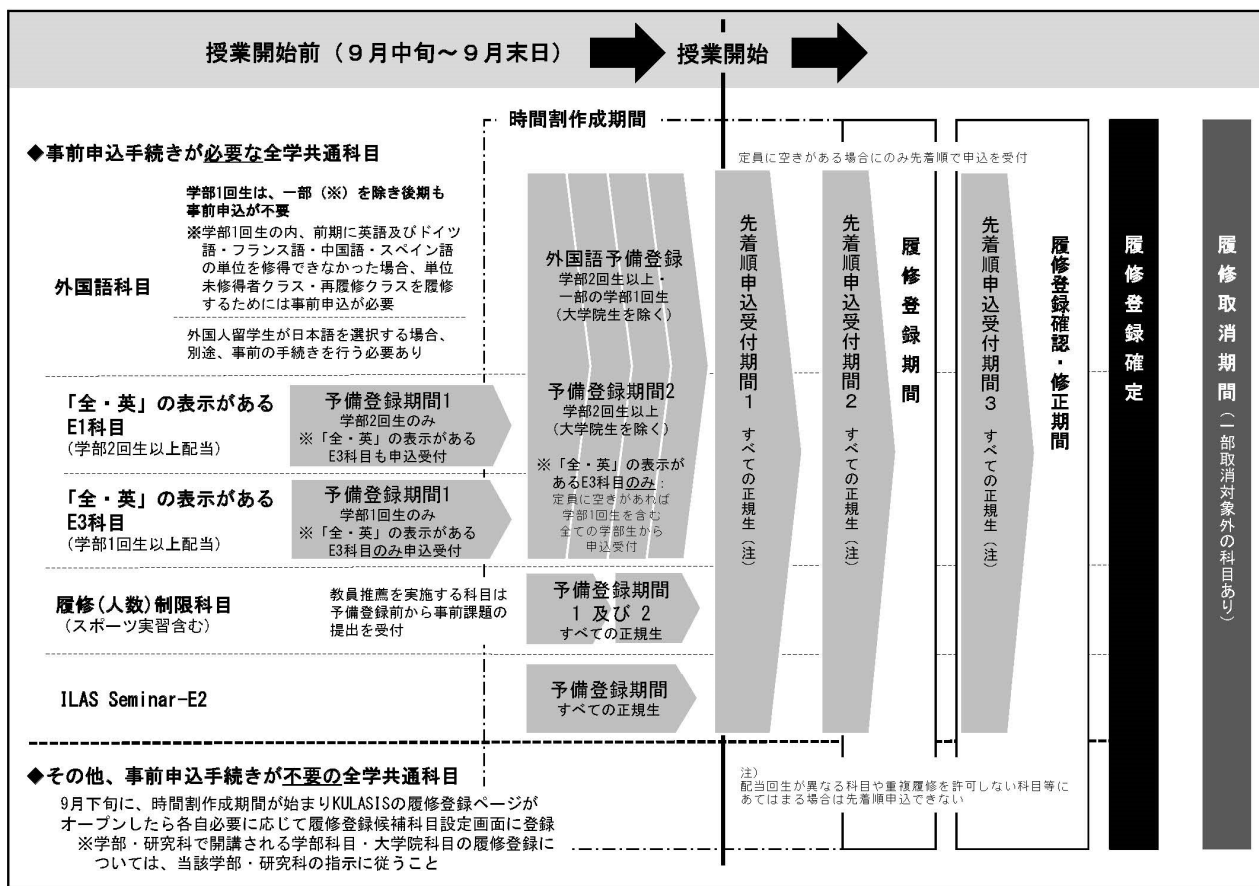 授業開始前(9月中旬～9月末日)
授業開始
時間割作成期間
◆事前申込手続きが必要な全学共通科目
定員に空きがある場合にのみ先着順で申込を受付
外国語科目
学部1回生は、一部(※)を除き後期も
事前申込が不要
※学部1回生の内、前期に英語及びドイツ
語・フランス語・中国語・スペイン語
の単位を修得できなかった場合、単位
未修得者クラス・再履修クラスを履修
するためには事前申込が必要
外国人留学生が日本語を選択する場合、
別途、事前の手続きを行う必要あり
外国語予備登録
学部2回生以上・
一部の学部1回生
(大学院生を除く)
「全・英」の表示がある
E1科目
(学部2回生以上配当)
予備登録期間1
学部2回生のみ
※「全・英」の表示がある
E3科目も申込受付
予備登録期間2
学部2回生以上
(大学院生を除く)
※「全・英」の表示が
あるE3科目のみ:
定員に空きがあれば
学部1回生を含む
全ての学部生から
申込受付
「全・英」の表示がある
E3科目
(学部1回生以上配当)
予備登録期間1
学部1回生のみ
※「全・英」の表示がある
E3科目のみ申込受付
履修(人数)制限科目
(スポーツ実習含む)
教員推薦を実施する科目は
予備登録前から事前課題の
提出を受付
予備登録期間
1 及び 2
すべての正規生
ILAS Seminar-E2
予備登録期間
すべての正規生
先着順申込受付期間1 すべての正規生(注)
先着順申込受付期間2 すべての正規生(注)
履修登録期間
先着順申込受付期間3 すべての正規生(注)
履修登録確認・修正期間
履修登録確定
履修取消期間(一部取消対象外の科目あり)
◆その他、事前申込手続きが不要の全学共通科目
9月下旬に、時間割作成期間が始まりKULASISの履修登録ページが
オープンしたら各自必要に応じて履修登録候補科目設定画面に登録
※学部・研究科で開講される学部科目・大学院科目の履修登録に
ついては、当該学部・研究科の指示に従うこと
注)
配当回生が異なる科目や重複履修を許可しない科目等に
あてはまる場合は先着順申込できない